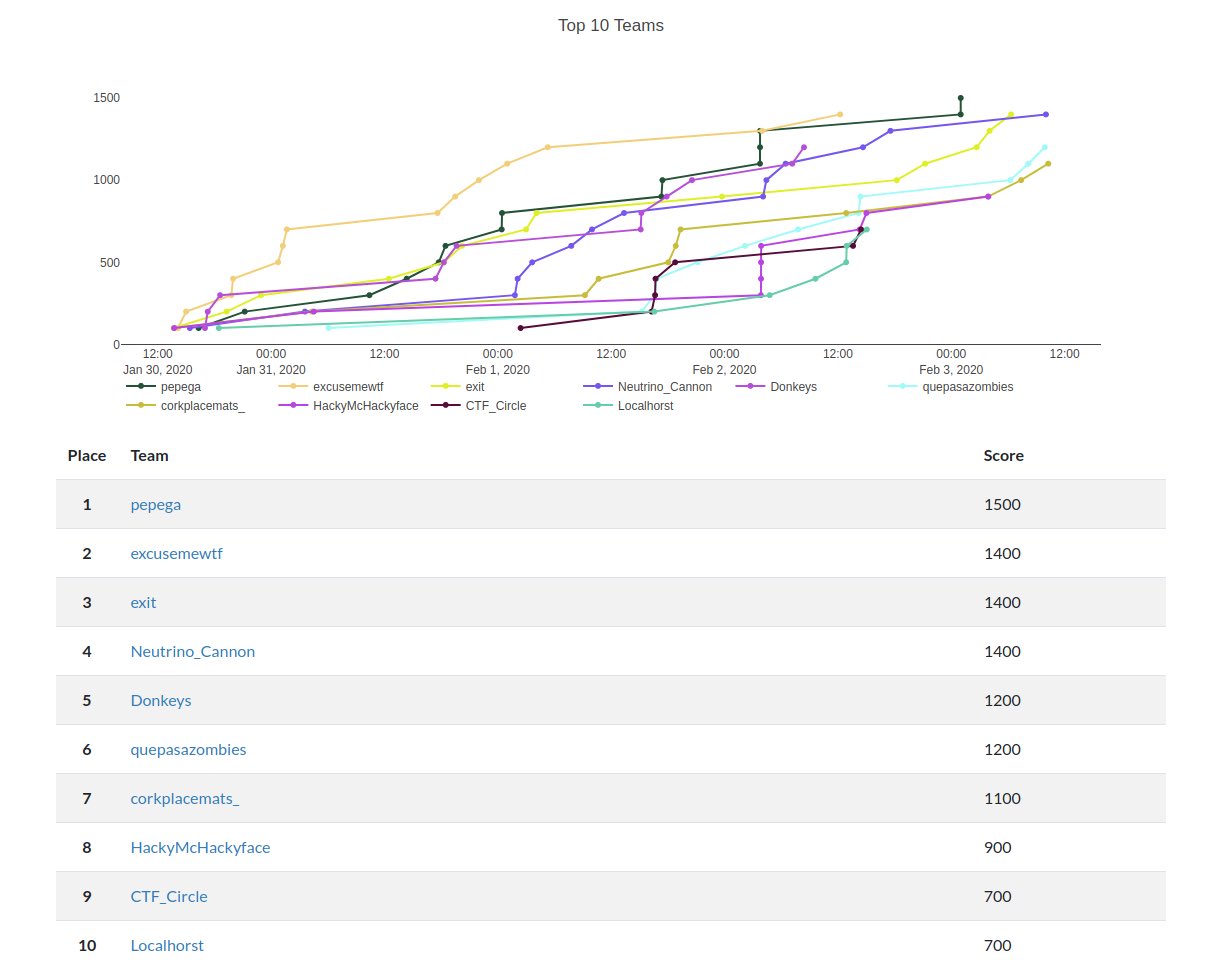 Top 10 Teams
1500
1000
500
0
12:00 00:00 12:00 00:00 12:00 00:00 12:00 00:00 12:00
Jan 30, 2020 Jan 31, 2020 Feb 1, 2020 Feb 2, 2020 Feb 3, 2020
pepega excusemewtf exit Neutrino_Cannon Donkeys quepasazombies
corkplacemats_ HackyMcHackyface CTF_Circle Localhorst
Place Team Score
1 pepega 1500
2 excusemewtf 1400
3 exit 1400
4 Neutrino_Cannon 1400
5 Donkeys 1200
6 quepasazombies 1200
7 corkplacemats_ 1100
8 HackyMcHackyface 900
9 CTF_Circle 700
10 Localhorst 700